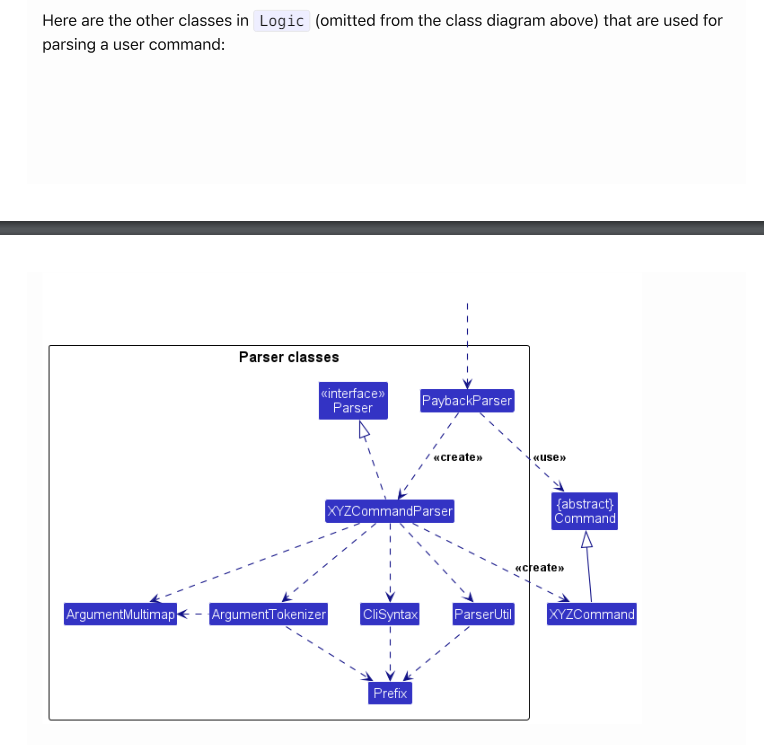 Here are the other classes in Logic (omitted from the class diagram above) that are used for
parsing a user command:
Parser classes
«interface»
Parser
PaybackParser
«create»
«use»
XYZCommandParser
{abstract}
Command
«create»
ArgumentMultimap
ArgumentTokenizer
CliSyntax
ParserUtil
XYZCommand
Prefix